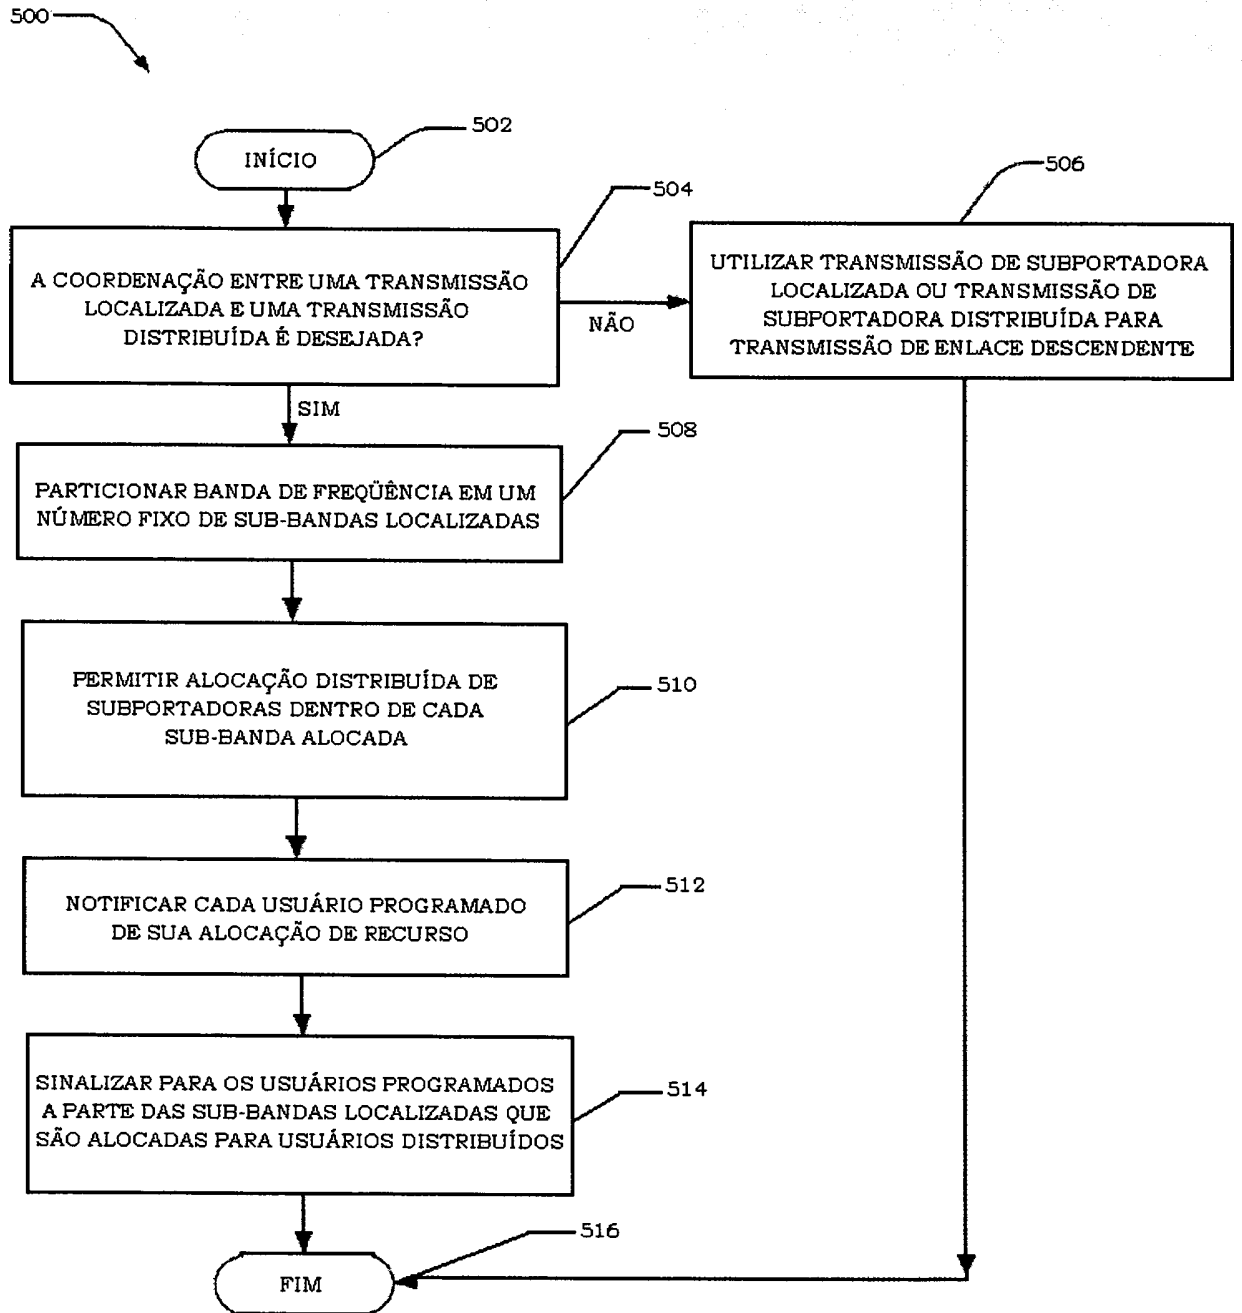 500
502
INÍCIO
504
506
A COORDENAÇÃO ENTRE UMA TRANSMISSÃO
LOCALIZADA E UMA TRANSMISSÃO
DISTRIBUÍDA É DESEJADA?
UTILIZAR TRANSMISSÃO DE SUBPORTADORA
LOCALIZADA OU TRANSMISSÃO DE
SUBPORTADORA DISTRIBUÍDA PARA
TRANSMISSÃO DE ENLACE DESCENDENTE
NÃO
SIM
508
PARTICIONAR BANDA DE FREQÜÊNCIA EM UM
NÚMERO FIXO DE SUB-BANDAS LOCALIZADAS
510
PERMITIR ALOCAÇÃO DISTRIBUÍDA DE
SUBPORTADORAS DENTRO DE CADA
SUB-BANDA ALOCADA
512
NOTIFICAR CADA USUÁRIO PROGRAMADO
DE SUA ALOCAÇÃO DE RECURSO
514
SINALIZAR PARA OS USUÁRIOS PROGRAMADOS
A PARTE DAS SUB-BANDAS LOCALIZADAS QUE
SÃO ALOCADAS PARA USUÁRIOS DISTRIBUÍDOS
516
FIM